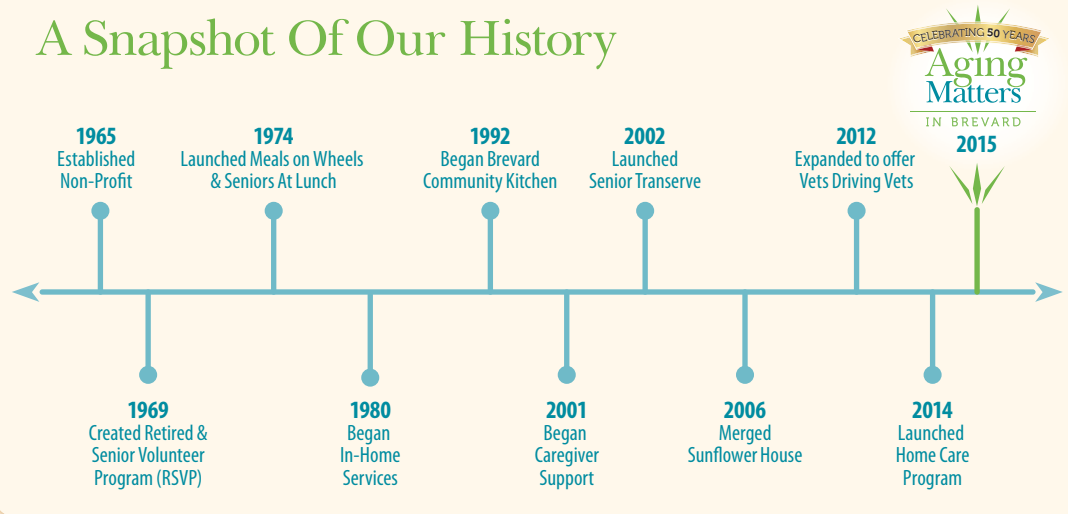 A Snapshot Of Our History
CELEBRATING 50 YEARS
Aging
Matters
IN BREVARD
1965
Established
Non-Profit
1974
Launched Meals on Wheels
& Seniors At Lunch
1992
Began Brevard
Community Kitchen
2002
Launched
Senior Transerve
2012
Expanded to offer
Vets Driving Vets
2015
1969
Created Retired &
Senior Volunteer
Program (RSVP)
1980
Began
In-Home
Services
2001
Began
Caregiver
Support
2006
Merged
Sunflower House
2014
Launched
Home Care
Program